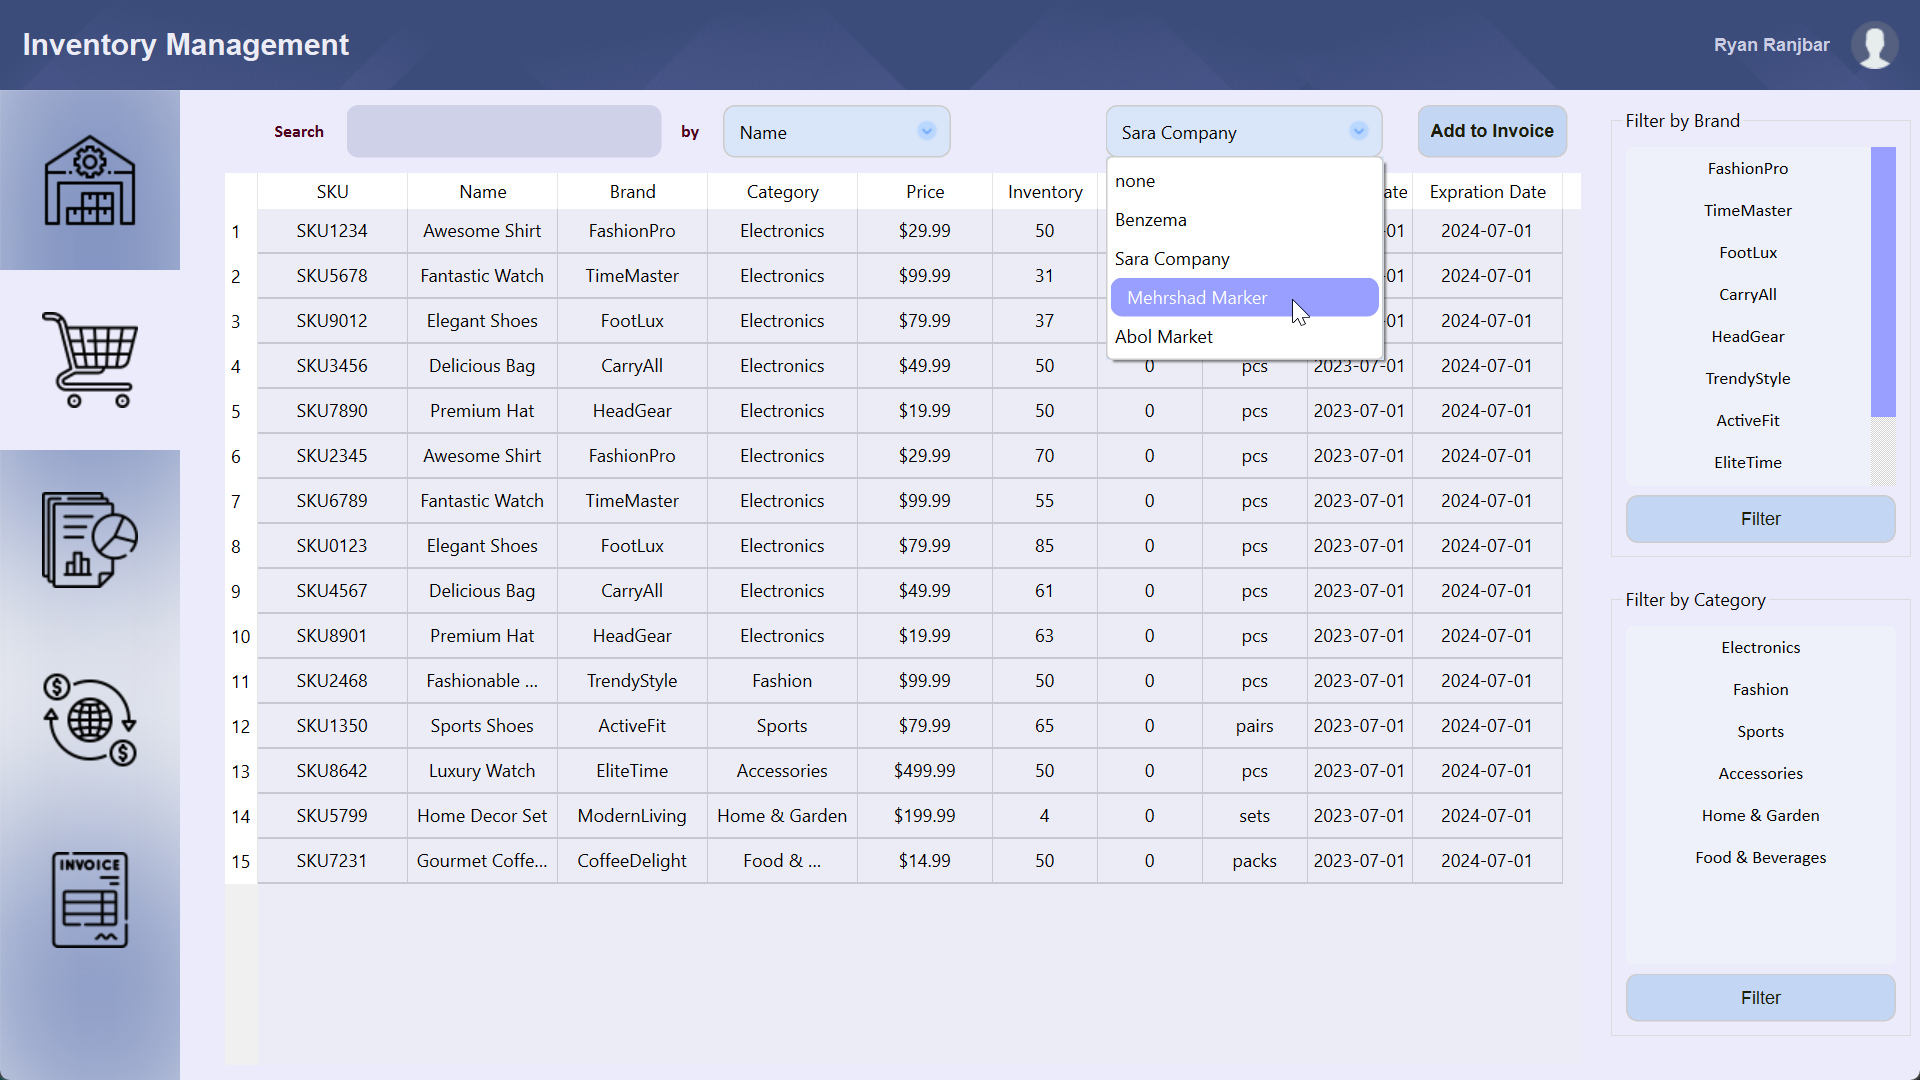 Inventory Management
Ryan Ranjbar
Search
by
Name
Sara Company
Add to Invoice
none
Benzema
Sara Company
Mehrshad Marker
Abol Market
SKU Name Brand Category Price Inventory ate Expration Date
1 SKU1234 Awesome Shirt FashionPro Electronics $29.99 50 -01 2024-07-01
2 SKU5678 Fantastic Watch TimeMaster Electronics $99.99 31 -01 2024-07-01
3 SKU9012 Elegant Shoes FootLux Electronics $79.99 37 -01 2024-07-01
4 SKU3456 Delicious Bag CarryAll Electronics $49.99 50 0 pcs 2023-07-01 2024-07-01
5 SKU7890 Premium Hat HeadGear Electronics $19.99 50 0 pcs 2023-07-01 2024-07-01
6 SKU2345 Awesome Shirt FashionPro Electronics $29.99 70 0 pcs 2023-07-01 2024-07-01
7 SKU6789 Fantastic Watch TimeMaster Electronics $99.99 55 0 pcs 2023-07-01 2024-07-01
8 SKU0123 Elegant Shoes FootLux Electronics $79.99 85 0 pcs 2023-07-01 2024-07-01
9 SKU4567 Delicious Bag CarryAll Electronics $49.99 61 0 pcs 2023-07-01 2024-07-01
10 SKU8901 Premium Hat HeadGear Electronics $19.99 63 0 pcs 2023-07-01 2024-07-01
11 SKU2468 Fashionable ... TrendyStyle Fashion $99.99 50 0 pcs 2023-07-01 2024-07-01
12 SKU1350 Sports Shoes ActiveFit Sports $79.99 65 0 pairs 2023-07-01 2024-07-01
13 SKU8642 Luxury Watch EliteTime Accessories $499.99 50 0 pcs 2023-07-01 2024-07-01
14 SKU5799 Home Decor Set ModernLiving Home & Garden $199.99 4 0 sets 2023-07-01 2024-07-01
15 SKU7231 Gourmet Coffe... CoffeeDelight Food & ... $14.99 50 0 packs 2023-07-01 2024-07-01
Filter by Brand
FashionPro
TimeMaster
FootLux
CarryAll
HeadGear
TrendyStyle
ActiveFit
EliteTime
Filter
Filter by Category
Electronics
Fashion
Sports
Accessories
Home & Garden
Food & Beverages
Filter
INVOICE